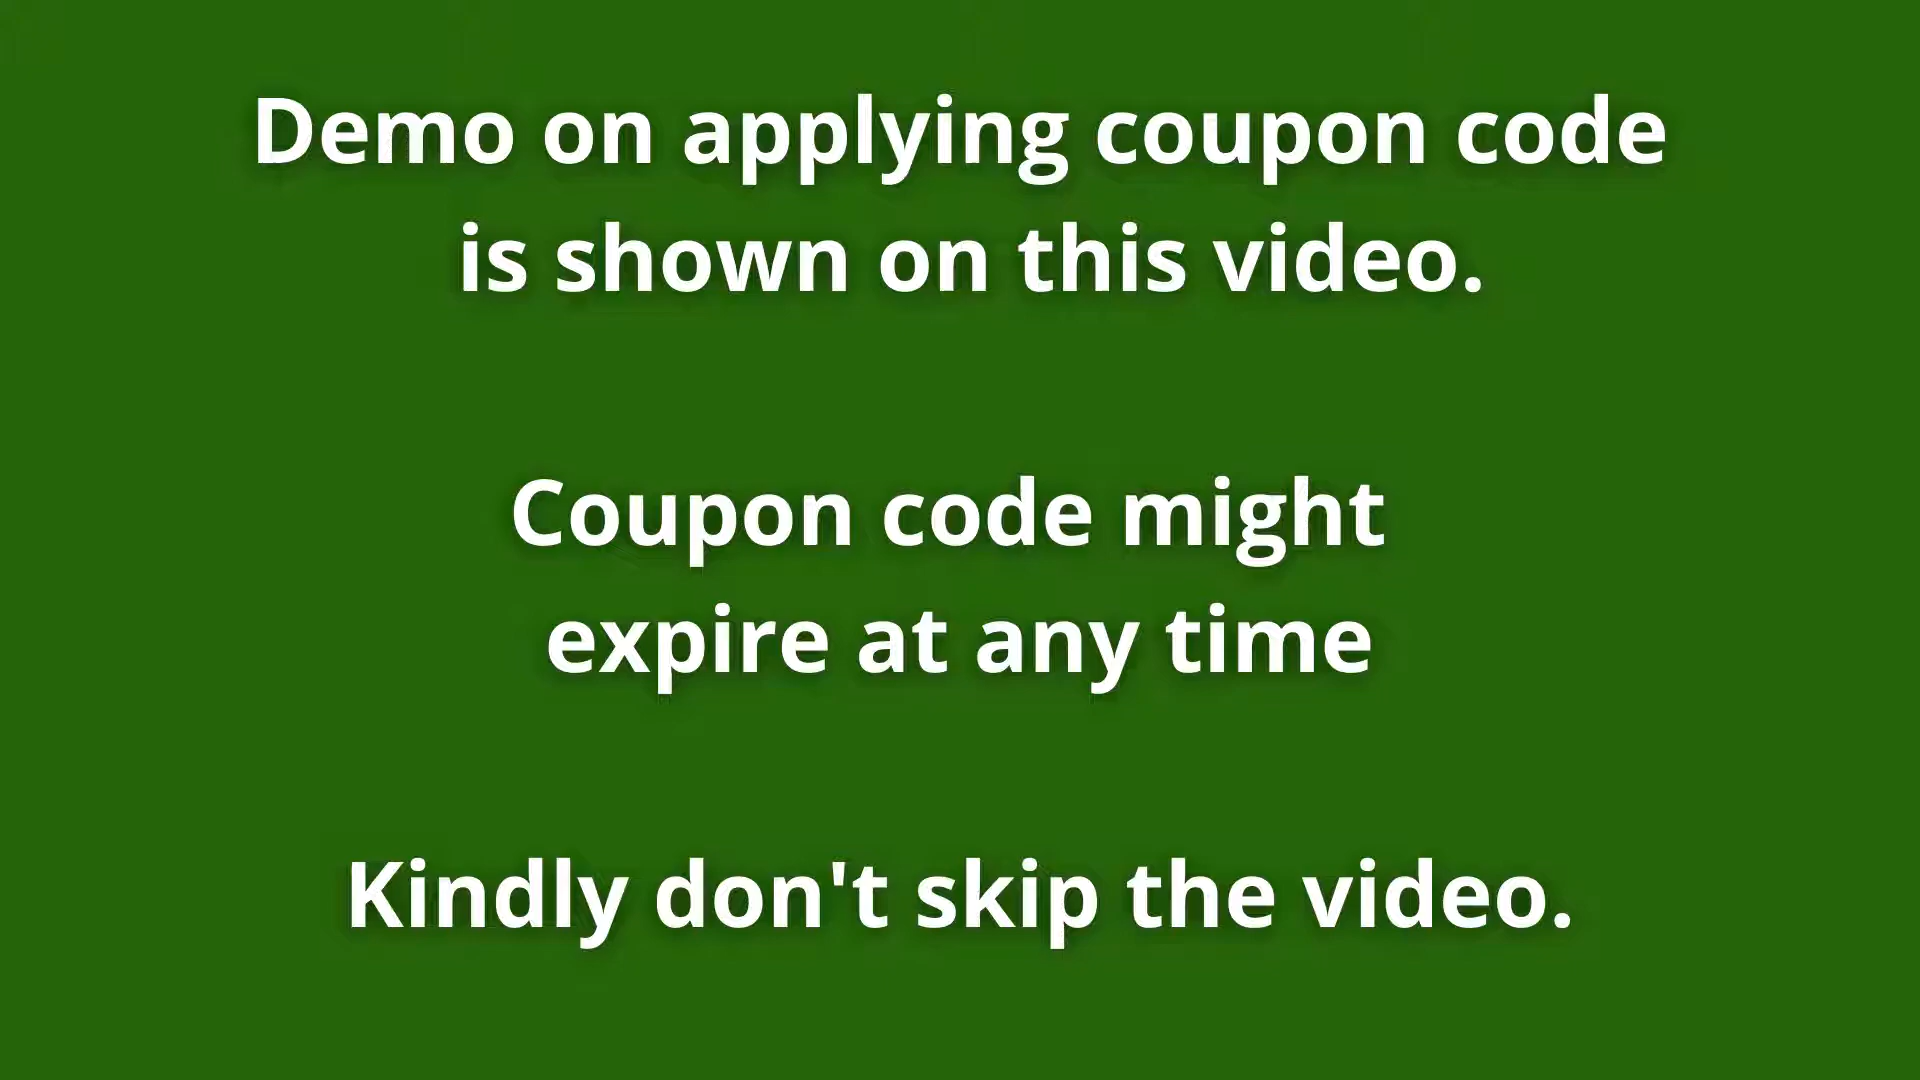 Demo on applying coupon code
is shown on this video.
Coupon code might
expire at any time
Kindly don't skip the video.